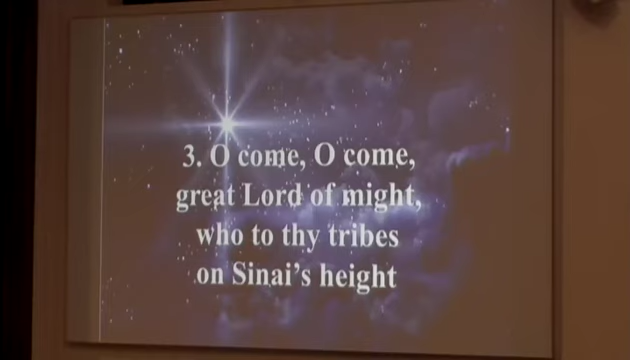 3. O come, O come,
great Lord of might,
who to thy tribes
on Sinai's height